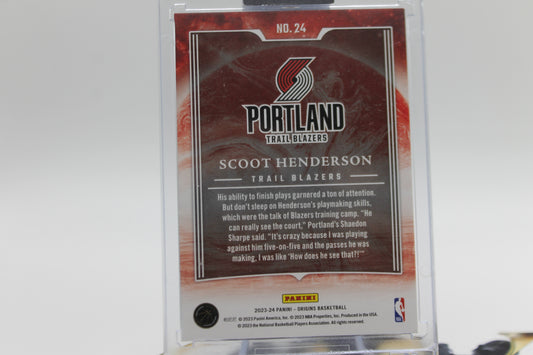 NO. 24
PORTLAND
TRAIL BLAZERS
SCOOT HENDERSON
TRAIL BLAZERS
His ability to finish plays garnered a ton of attention.
But don't sleep on Henderson's playmaking skills,
which were the talk of Blazers training camp. "He
can really see the court," Portland's Shaedon
Sharpe said. "It's crazy because I was playing
against him five-on-five and the passes he was
making, I was like 'How does he see that?!'"
PANINI
2023-24 PANINI - ORIGINS BASKETBALL
© 2023 Panini America, Inc. © 2023 NBA Properties, Inc. Produced in the USA.
© 2023 the National Basketball Players Association. All rights reserved.
NBA